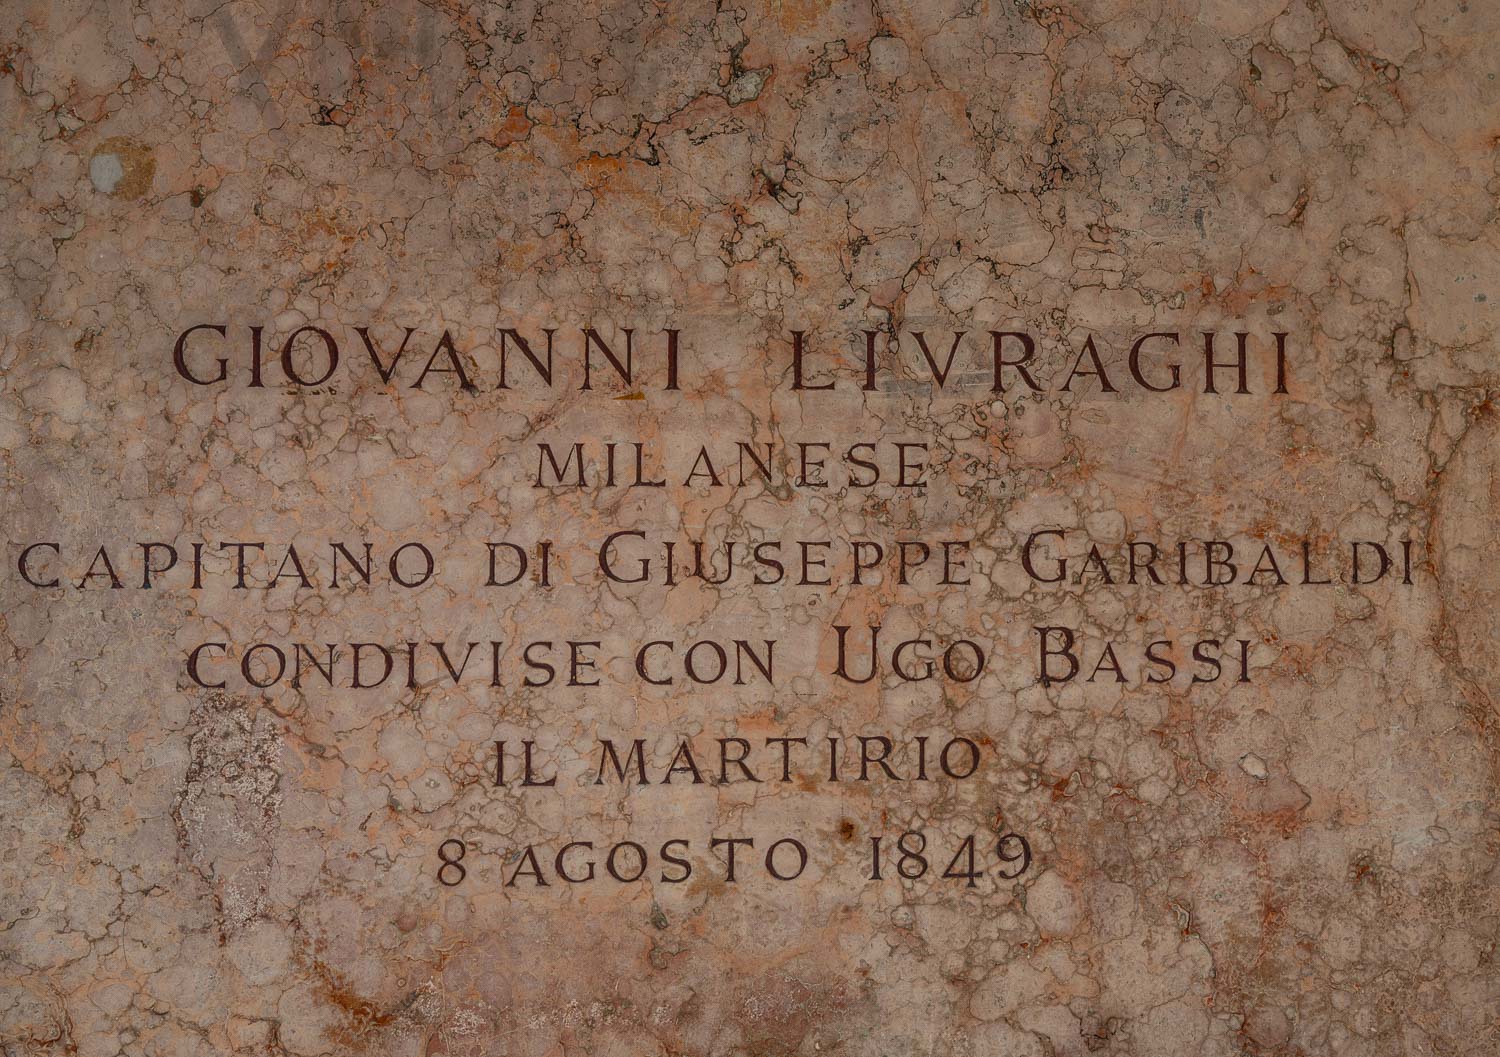 GIOVANNI LIVRAGHI
MILANESE
CAPITANO DI GIUSEPPE GARIBALDI
CONDIVISE CON UGO BASSI
IL MARTIRIO
8 AGOSTO 1849